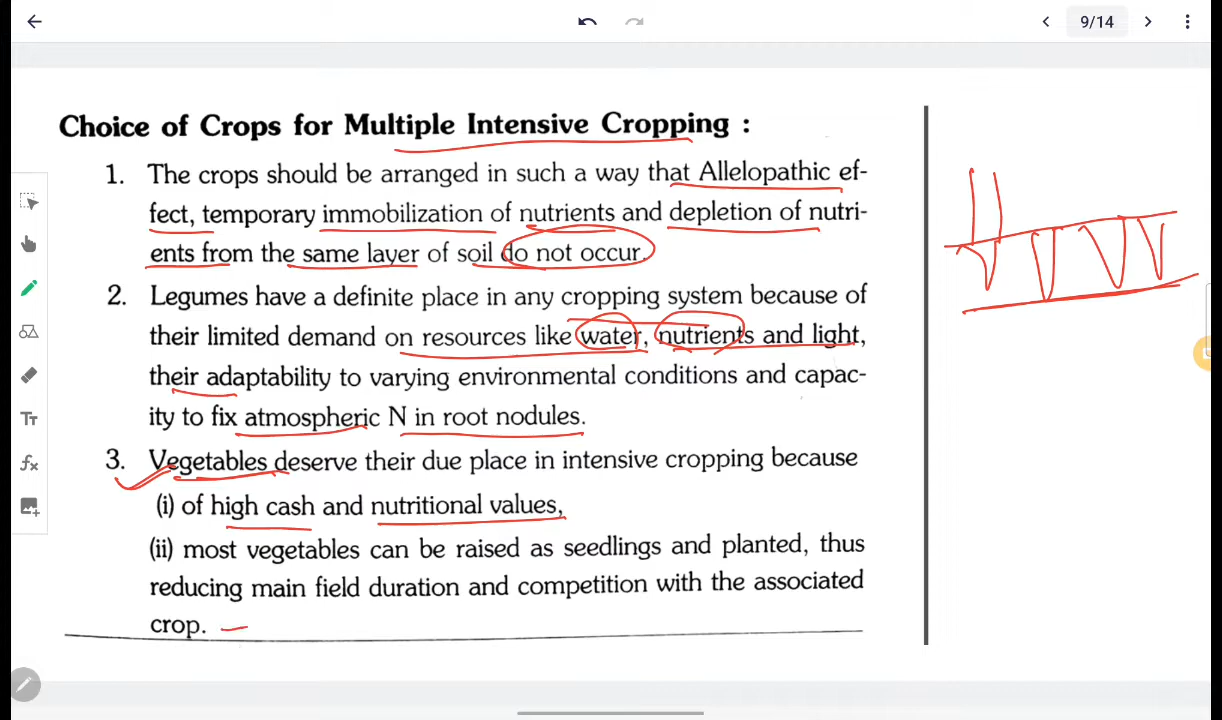 9/14
Choice of Crops for Multiple Intensive Cropping :
1. The crops should be arranged in such a way that Allelopathic ef-
fect, temporary immobilization of nutrients and depletion of nutri-
ents from the same layer of soil do not occur.
2. Legumes have a definite place in any cropping system because of
their limited demand on resources like water, nutrients and light,
their adaptability to varying environmental conditions and capac-
ity to fix atmospheric N in root nodules.
3. Vegetables deserve their due place in intensive cropping because
(i) of high cash and nutritional values,
(ii) most vegetables can be raised as seedlings and planted, thus
reducing main field duration and competition with the associated
crop.
Tт
fx